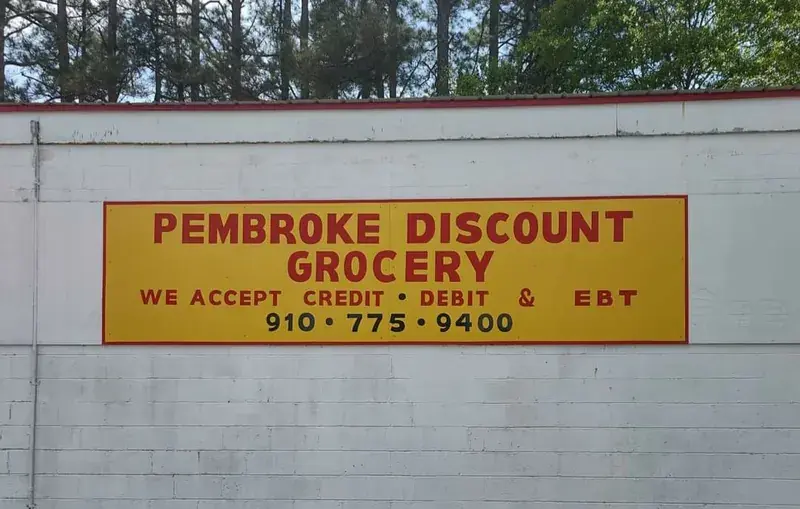 PEMBROKE DISCOUNT
GROCERY
WE ACCEPT CREDIT • DEBIT & EBT
910 • 775 • 9400